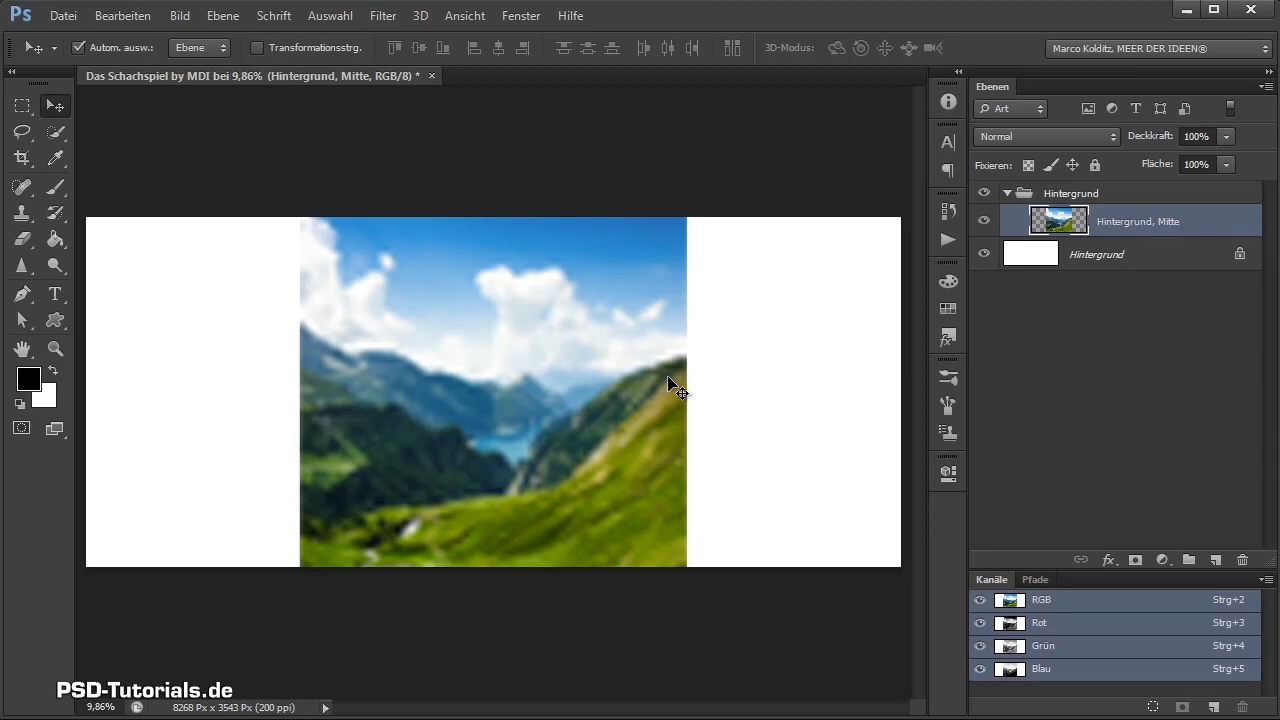 Ps Datei Bearbeiten Bild Ebene Schrift Auswahl Filter 3D Ansicht Fenster Hilfe
Autom. ausw.: Ebene Transformationsstrg. 3D-Modus: Marco Kolditz, MEER DER IDEEN®
Das Schachspiel by MDI bei 9,86% (Hintergrund, Mitte, RGB/8) *
Ebenen
Art
Normal Deckkraft: 100%
Fixieren: Fläche: 100%
Hintergrund
Hintergrund, Mitte
Hintergrund
Kanäle Pfade
RGB Strg+2
Rot Strg+3
Grün Strg+4
Blau Strg+5
PSD-Tutorials.de
9,86% 8268 Px x 3543 Px (200 ppi)